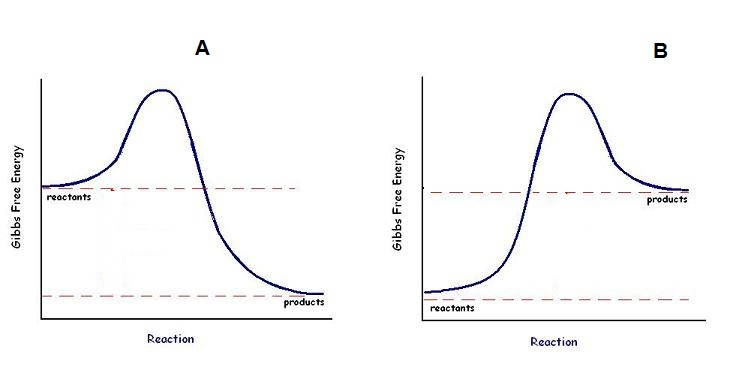 A
Gibbs Free Energy
reactants
products
Reaction
B
Gibbs Free Energy
products
reactants
Reaction